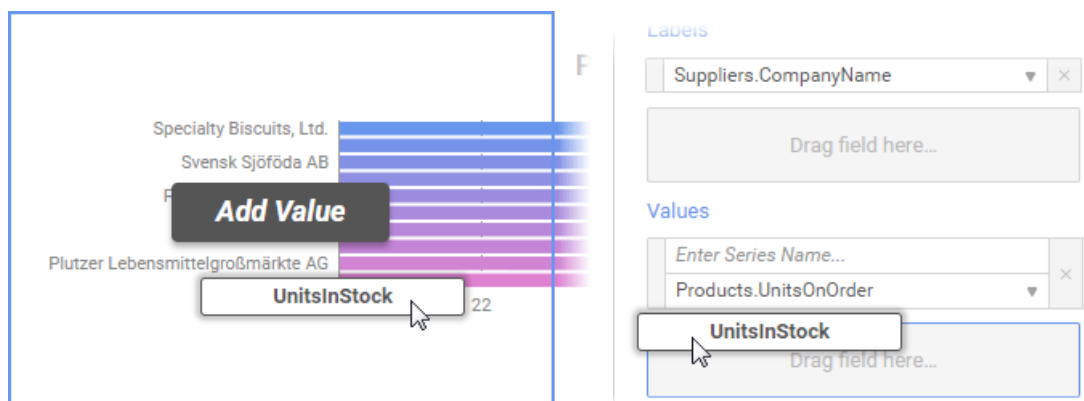 Specialty Biscuits, Ltd.
Svensk Sjöföda AB
Add Value
Plutzer Lebensmittelgroßmärkte AG
UnitsInStock
22
Labels
Suppliers.CompanyName
Drag field here...
Values
Enter Series Name...
Products.UnitsOnOrder
UnitsInStock
Drag field here...